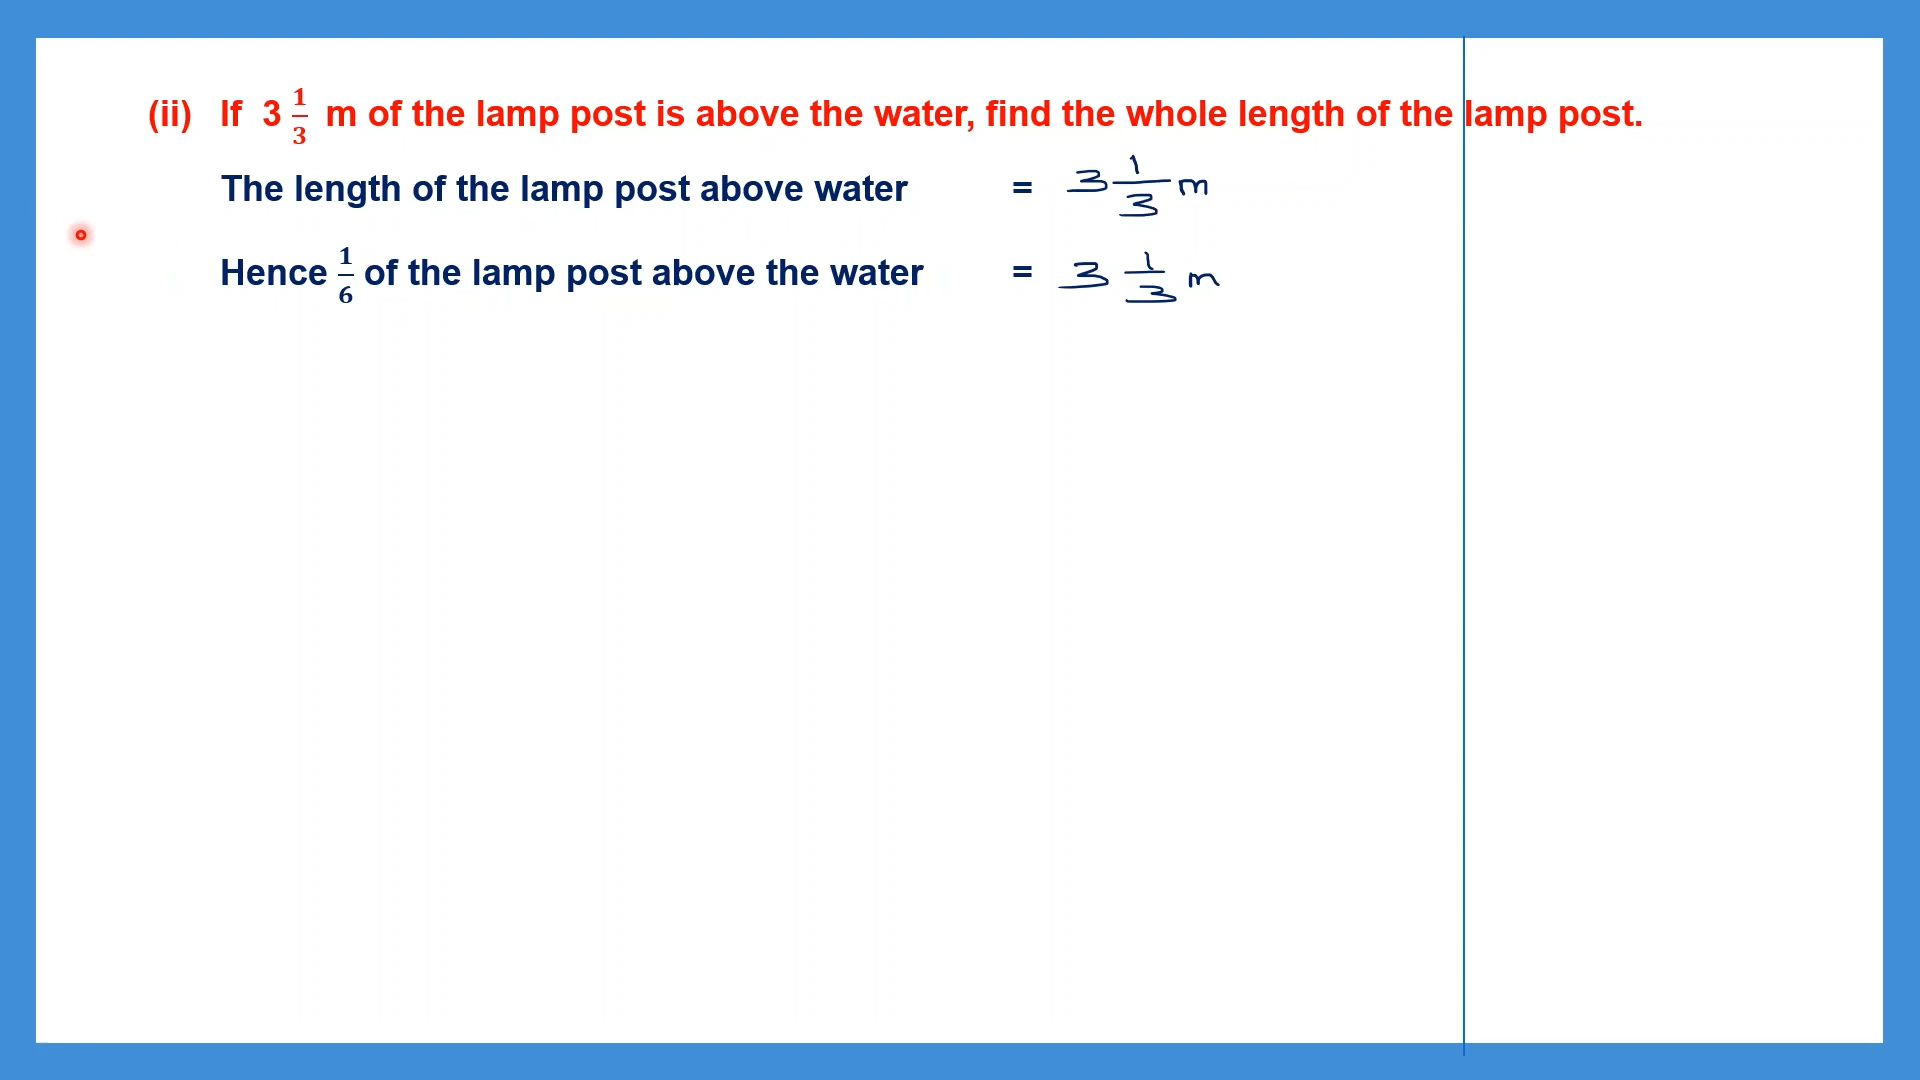 (ii) If 3 1/3 m of the lamp post is above the water, find the whole length of the lamp post.
The length of the lamp post above water = 3 1/3 m
Hence 1/6 of the lamp post above the water = 3 1/3 m